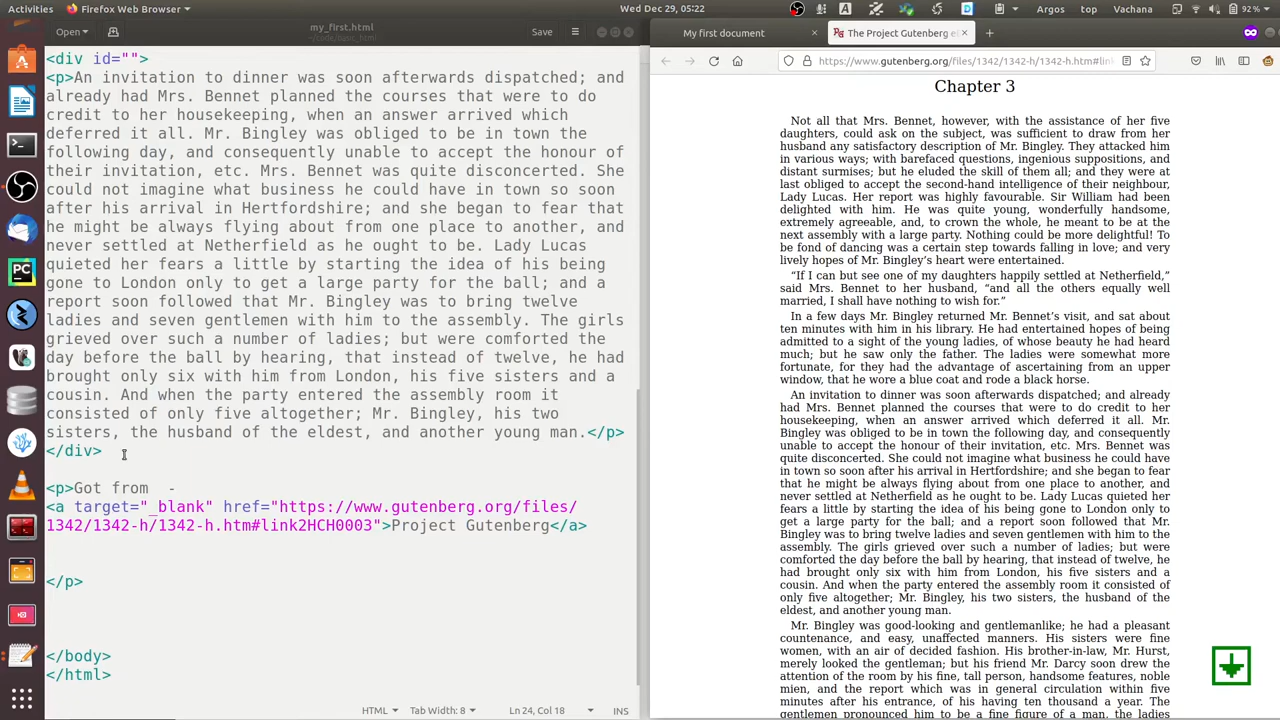 Activities
Firefox Web Browser
Wed Dec 29, 05:22
Argos
Topan
Vachana
92%
Open
my_first.html
~/code/basic_html
Save
<div id="">
<p>An invitation to dinner was soon afterwards dispatched; and
already had Mrs. Bennet planned the courses that were to do
credit to her housekeeping, when an answer arrived which
deferred it all. Mr. Bingley was obliged to be in town the
following day, and consequently unable to accept the honour of
their invitation, etc. Mrs. Bennet was quite disconcerted. She
could not imagine what business he could have in town so soon
after his arrival in Hertfordshire; and she began to fear that
he might be always flying about from one place to another, and
never settled at Netherfield as he ought to be. Lady Lucas
quieted her fears a little by starting the idea of his being
gone to London only to get a large party for the ball; and a
report soon followed that Mr. Bingley was to bring twelve
ladies and seven gentlemen with him to the assembly. The girls
grieved over such a number of ladies; but were comforted the
day before the ball by hearing, that instead of twelve, he had
brought only six with him from London, his five sisters and a
cousin. And when the party entered the assembly room it
consisted of only five altogether; Mr. Bingley, his two
sisters, the husband of the eldest, and another young man.</p>
</div>
<p>Got from  -
<a target="_blank" href="https://www.gutenberg.org/files/
1342/1342-h/1342-h.htm#link2HCH0003">Project Gutenberg</a>
</p>
</body>
</html>
HTML
Tab Width: 8
Ln 24, Col 18
INS
My first document
The Project Gutenberg e
https://www.gutenberg.org/files/1342/1342-h/1342-h.htm#link
Chapter 3
Not all that Mrs. Bennet, however, with the assistance of her five
daughters, could ask on the subject, was sufficient to draw from her
husband any satisfactory description of Mr. Bingley. They attacked him
in various ways; with barefaced questions, ingenious suppositions, and
distant surmises; but he eluded the skill of them all; and they were at
last obliged to accept the second-hand intelligence of their neighbour,
Lady Lucas. Her report was highly favourable. Sir William had been
delighted with him. He was quite young, wonderfully handsome,
extremely agreeable, and, to crown the whole, he meant to be at the
next assembly with a large party. Nothing could be more delightful! To
be fond of dancing was a certain step towards falling in love; and very
lively hopes of Mr. Bingley’s heart were entertained.
“If I can but see one of my daughters happily settled at Netherfield,”
said Mrs. Bennet to her husband, “and all the others equally well
married, I shall have nothing to wish for.”
In a few days Mr. Bingley returned Mr. Bennet’s visit, and sat about
ten minutes with him in his library. He had entertained hopes of being
admitted to a sight of the young ladies, of whose beauty he had heard
much; but he saw only the father. The ladies were somewhat more
fortunate, for they had the advantage of ascertaining from an upper
window, that he wore a blue coat and rode a black horse.
An invitation to dinner was soon afterwards dispatched; and already
had Mrs. Bennet planned the courses that were to do credit to her
housekeeping, when an answer arrived which deferred it all. Mr.
Bingley was obliged to be in town the following day, and consequently
unable to accept the honour of their invitation, etc. Mrs. Bennet was
quite disconcerted. She could not imagine what business he could have
in town so soon after his arrival in Hertfordshire; and she began to fear
that he might be always flying about from one place to another, and
never settled at Netherfield as he ought to be. Lady Lucas quieted her
fears a little by starting the idea of his being gone to London only to
get a large party for the ball; and a report soon followed that Mr.
Bingley was to bring twelve ladies and seven gentlemen with him to the
assembly. The girls grieved over such a number of ladies; but were
comforted the day before the ball by hearing, that instead of twelve, he
had brought only six with him from London, his five sisters and a
cousin. And when the party entered the assembly room it consisted of
only five altogether; Mr. Bingley, his two sisters, the husband of the
eldest, and another young man.
Mr. Bingley was good-looking and gentlemanlike; he had a pleasant
countenance, and easy, unaffected manners. His sisters were fine
women, with an air of decided fashion. His brother-in-law, Mr. Hurst,
merely looked the gentleman; but his friend Mr. Darcy soon drew the
attention of the room by his fine, tall person, handsome features, noble
mien, and the report which was in general circulation within five
minutes after his entrance, of his having ten thousand a year. The
gentlemen pronounced him to be a fine figure of a man, the ladies